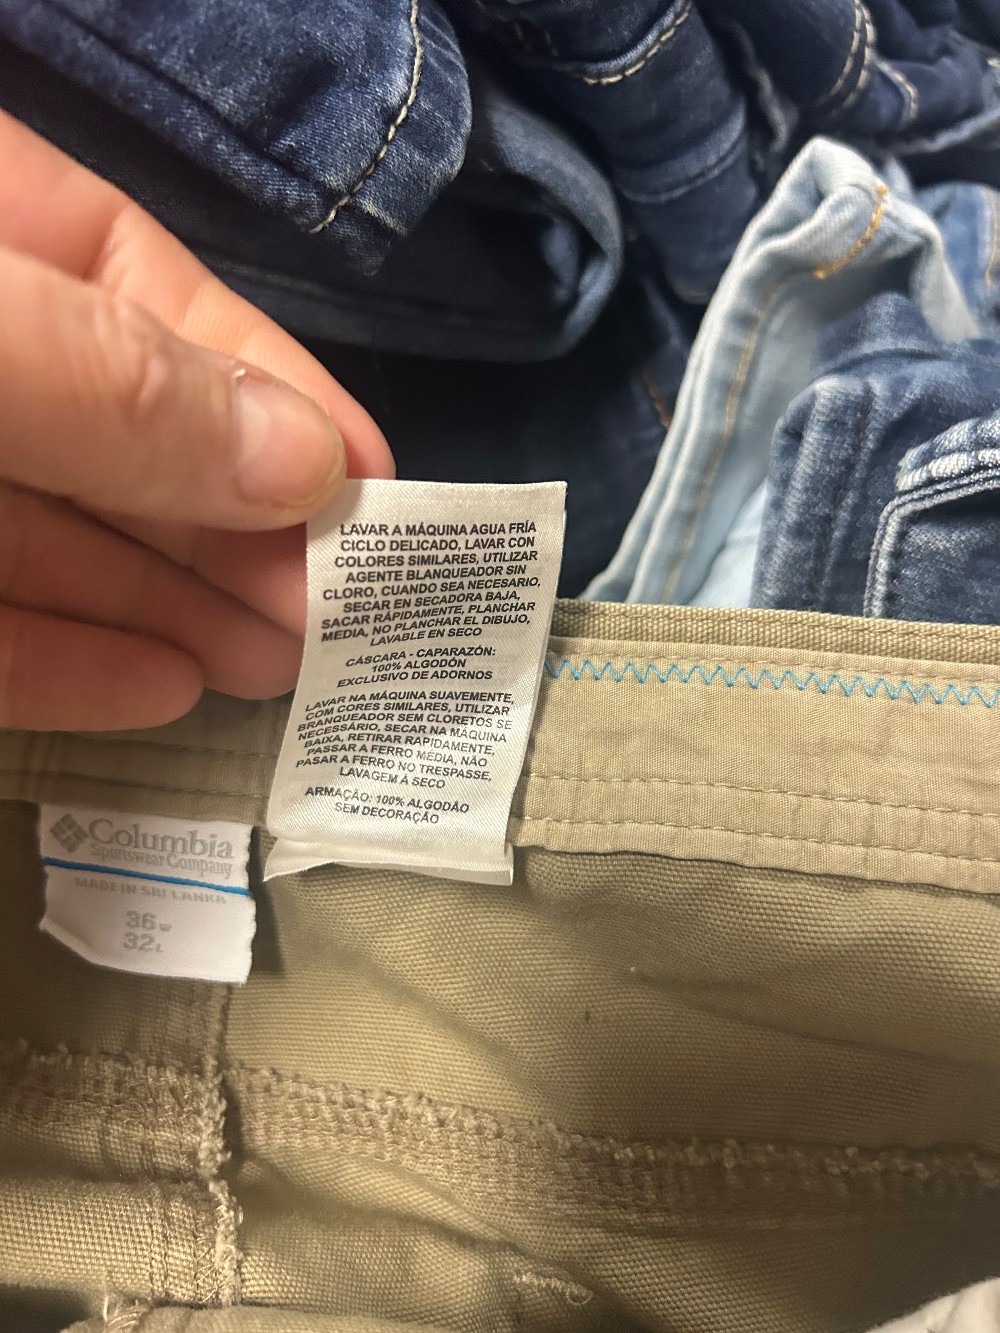 LAVAR A MÁQUINA AGUA FRÍA
CICLO DELICADO, LAVAR CON
COLORES SIMILARES, UTILIZAR
AGENTE BLANQUEADOR SIN
CLORO, CUANDO SEA NECESARIO,
SECAR EN SECADORA BAJA,
SACAR RÁPIDAMENTE, PLANCHAR
MEDIA, NO PLANCHAR EL DIBUJO,
LAVABLE EN SECO
CÁSCARA - CAPARAZÓN:
100% ALGODÓN
EXCLUSIVO DE ADORNOS
LAVAR NA MÁQUINA SUAVEMENTE,
COM CORES SIMILARES, UTILIZAR
BRANQUEADOR SEM CLORETOS SE
NECESSÁRIO, SECAR NA MÁQUINA
BAIXA, RETIRAR RAPIDAMENTE,
PASSAR A FERRO MÉDIA, NÃO
PASAR A FERRO NO TRESPASSE,
LAVAGEM À SECO
ARMAÇÃO: 100% ALGODÃO
SEM DECORAÇÃO
Columbia
Sportswear Company
MADE IN SRI LANKA
36W
32L